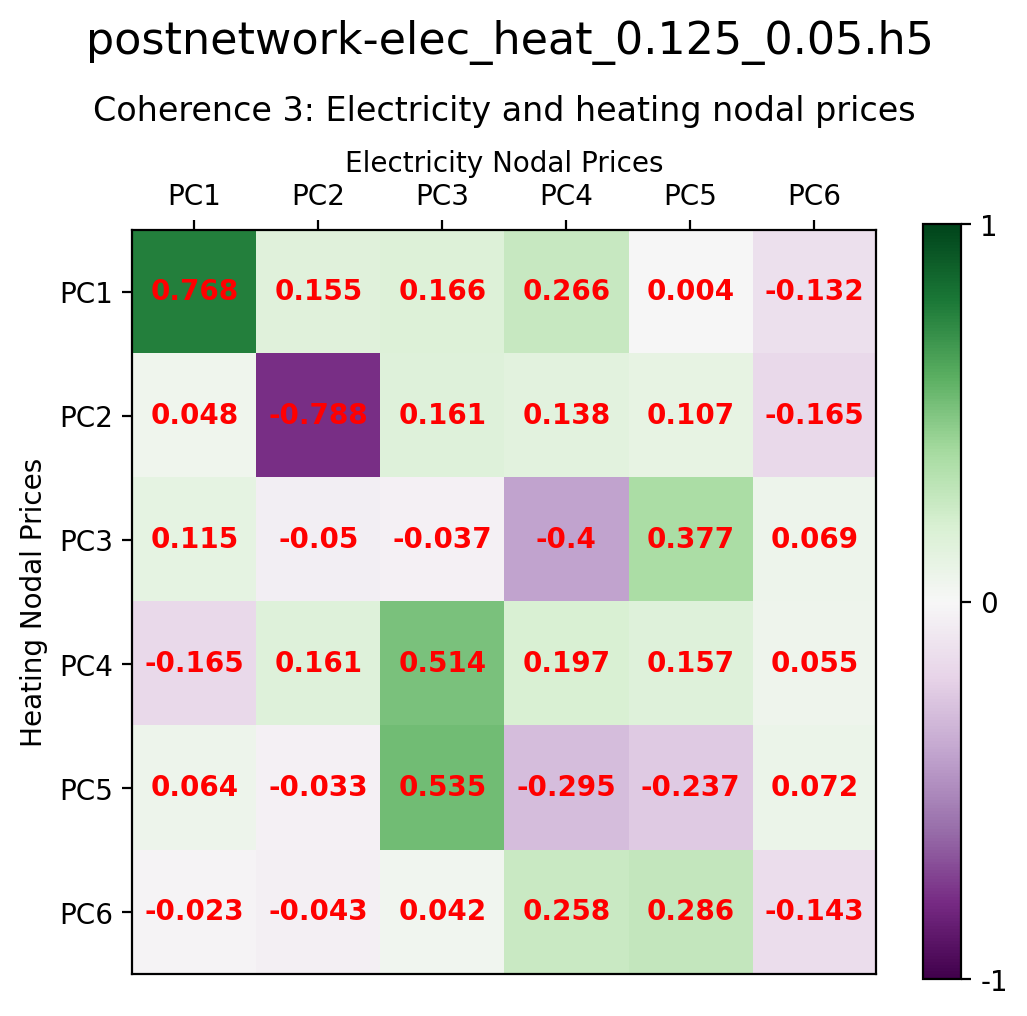 postnetwork-elec_heat_0.125_0.05.h5
Coherence 3: Electricity and heating nodal prices
Electricity Nodal Prices
PC1 PC2 PC3 PC4 PC5 PC6
Heating Nodal Prices
PC1 0.768 0.155 0.166 0.266 0.004 -0.132
PC2 0.048 -0.788 0.161 0.138 0.107 -0.165
PC3 0.115 -0.05 -0.037 -0.4 0.377 0.069
PC4 -0.165 0.161 0.514 0.197 0.157 0.055
PC5 0.064 -0.033 0.535 -0.295 -0.237 0.072
PC6 -0.023 -0.043 0.042 0.258 0.286 -0.143
1
0
-1